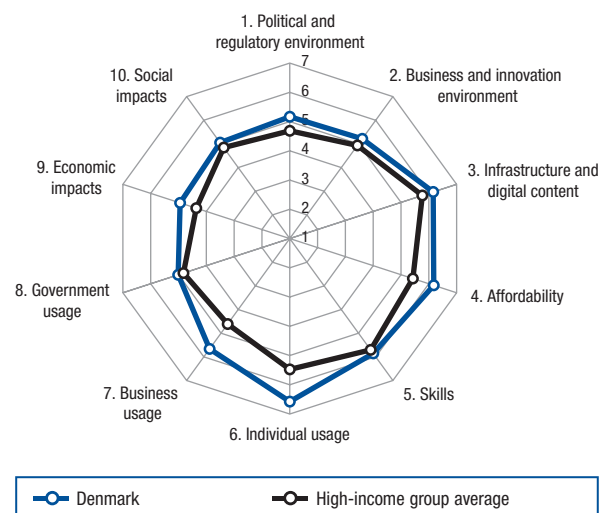 1. Political and
regulatory environment
10. Social
impacts
2. Business and innovation
environment
9. Economic
impacts
3. Infrastructure and
digital content
8. Government
usage
4. Affordability
7. Business
usage
5. Skills
6. Individual usage
7
6
5
4
3
2
1
Denmark
High-income group average